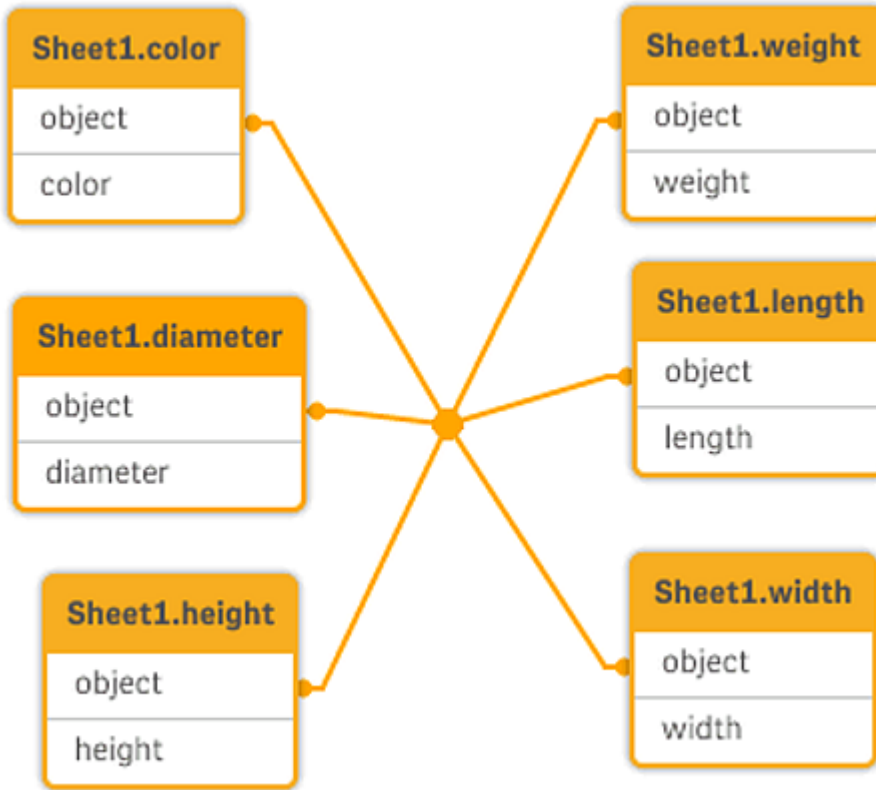 Sheet1.color
object
color
Sheet1.diameter
object
diameter
Sheet1.height
object
height
Sheet1.weight
object
weight
Sheet1.length
object
length
Sheet1.width
object
width